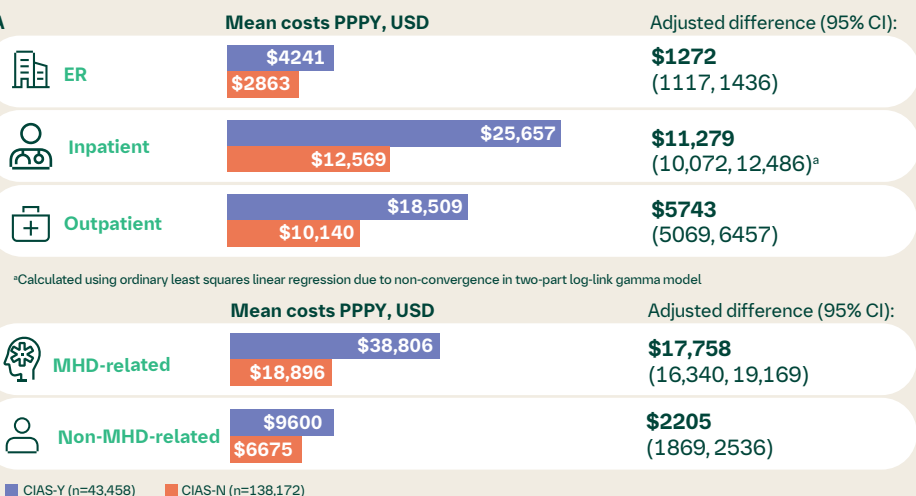 A
Mean costs PPPY, USD
Adjusted difference (95% CI):
ER
$4241
$2863
$1272
(1117, 1436)
Inpatient
$25,657
$12,569
$11,279
(10,072, 12,486)ᵃ
Outpatient
$18,509
$10,140
$5743
(5069, 6457)
ᵃCalculated using ordinary least squares linear regression due to non-convergence in two-part log-link gamma model
Mean costs PPPY, USD
Adjusted difference (95% CI):
MHD-related
$38,806
$18,896
$17,758
(16,340, 19,169)
Non-MHD-related
$9600
$6675
$2205
(1869, 2536)
CIAS-Y (n=43,458)
CIAS-N (n=138,172)